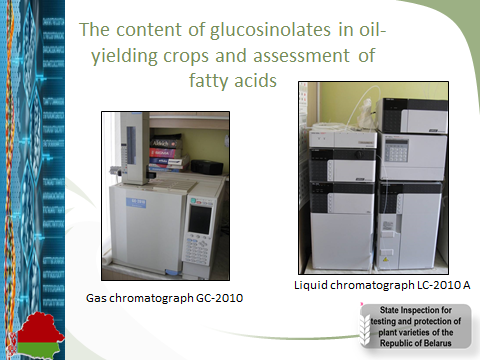 The content of glucosinolates in oil-
yielding crops and assessment of
fatty acids
Gas chromatograph GC-2010
Liquid chromatograph LC-2010 A
State Inspection for
testing and protection of
plant varieties of the
Republic of Belarus